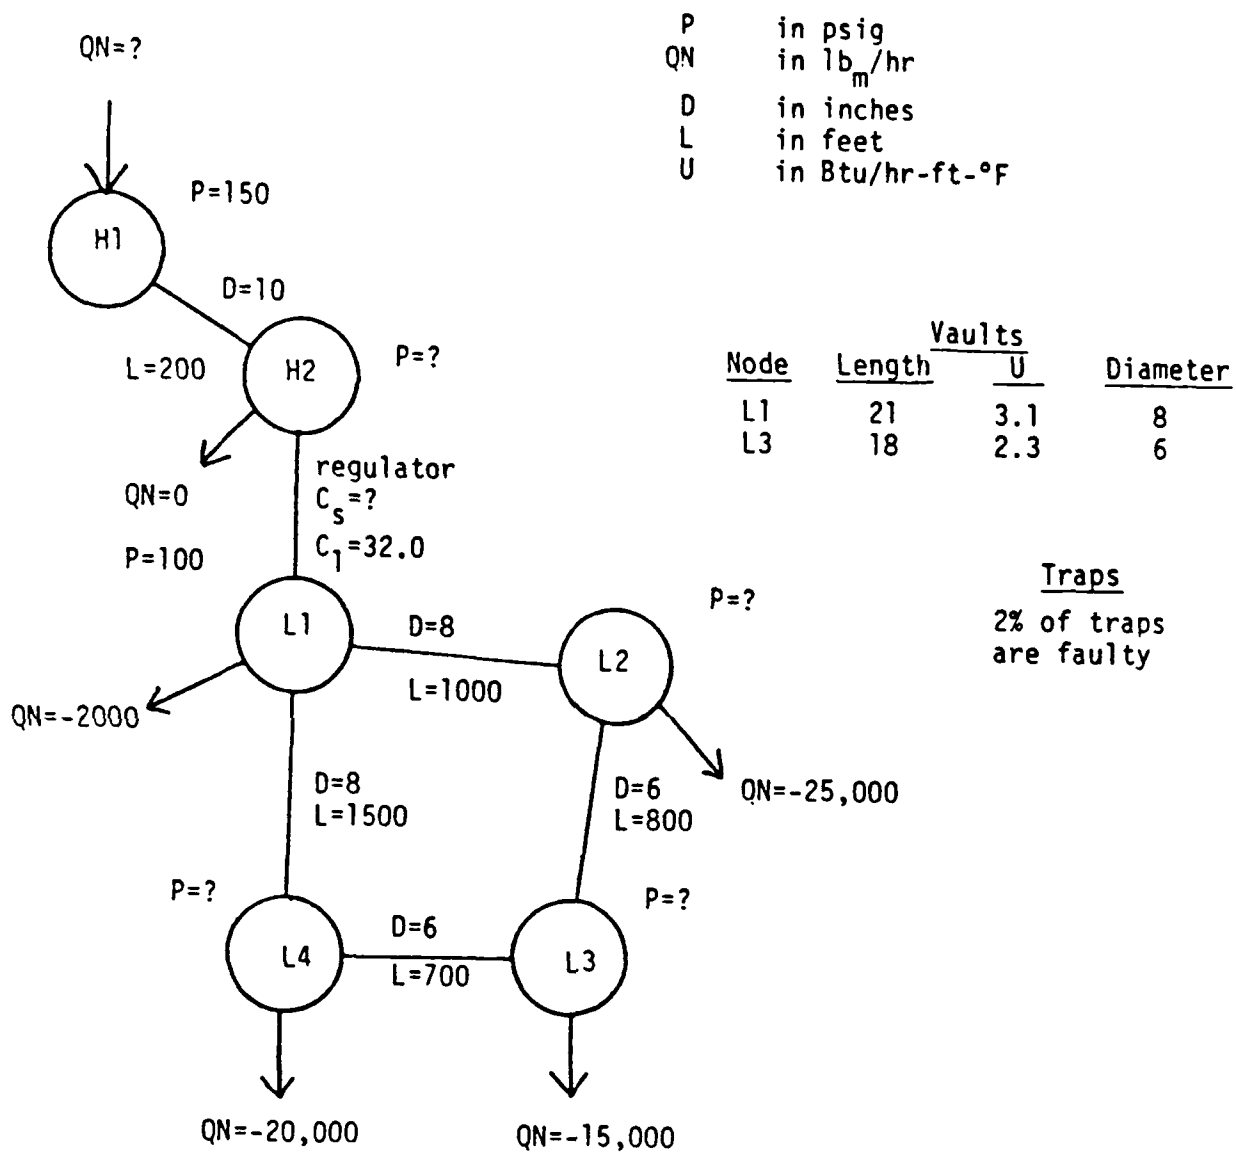 QN=?
P in psig
QN in lbm/hr
D in inches
L in feet
U in Btu/hr-ft-°F
P=150
H1
D=10
L=200
H2
P=?
QN=0
regulator
Cs=?
C1=32.0
P=100
L1
QN=-2000
D=8
L=1000
L2
P=?
QN=-25,000
D=8
L=1500
D=6
L=800
P=?
L4
D=6
L=700
L3
P=?
QN=-20,000
QN=-15,000
Vaults
Node Length U Diameter
L1 21 3.1 8
L3 18 2.3 6
Traps
2% of traps
are faulty